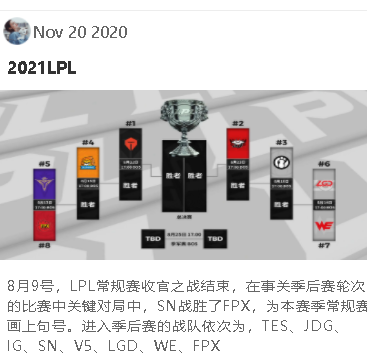 Nov 20 2020
2021LPL
#1
#2
#4
#3
#5
#6
胜者
胜者
胜者
胜者
胜者
胜者
总决赛
TBD
TBD
#8
#7
8月9号，LPL常规赛收官之战结束，在事关季后赛轮次
的比赛中关键对局中，SN战胜了FPX，为本赛季常规赛
画上句号。进入季后赛的战队依次为，TES、JDG、
IG、SN、V5、LGD、WE、FPX